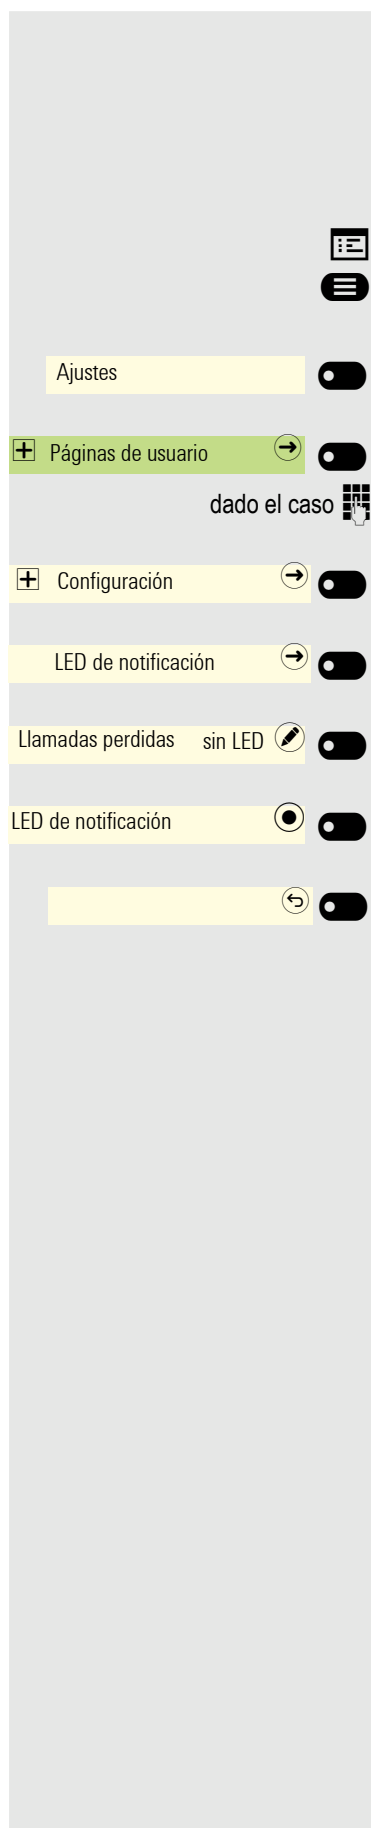 Ajustes
Páginas de usuario
dado el caso
Configuración
LED de notificación
Llamadas perdidas sin LED
LED de notificación